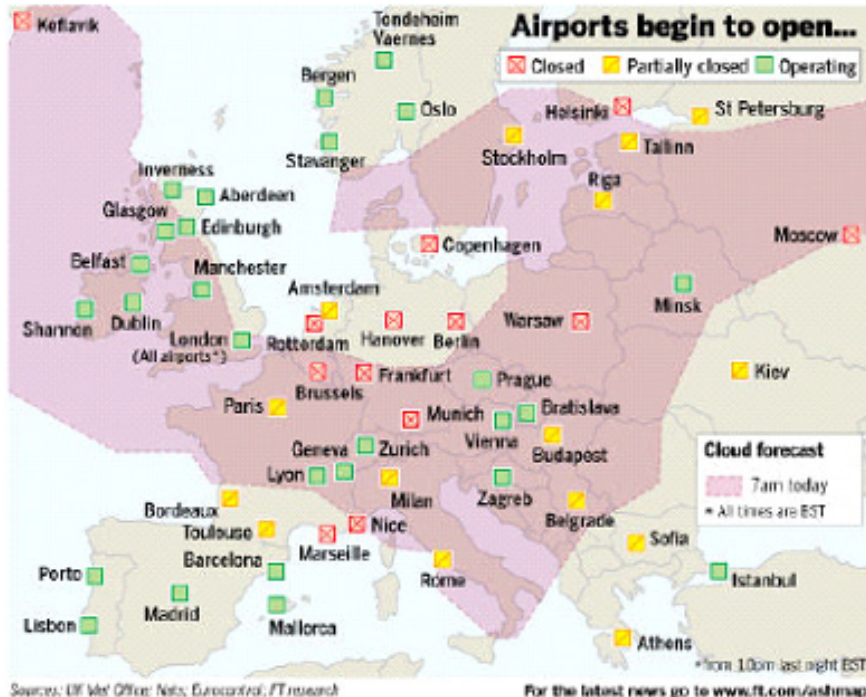 Airports begin to open...
Closed
Partially closed
Operating
Keflavik
Tondeheim
Vaernes
Bergen
Oslo
Stavanger
Helsinki
St Petersburg
Stockholm
Tallinn
Riga
Inverness
Aberdeen
Glasgow
Edinburgh
Copenhagen
Moscow
Belfast
Manchester
Amsterdam
Minsk
Shannon
Dublin
London
(All airports*)
Rotterdam
Hanover
Berlin
Warsaw
Brussels
Frankfurt
Prague
Kiev
Paris
Munich
Bratislava
Vienna
Geneva
Zurich
Budapest
Lyon
Milan
Zagreb
Belgrade
Cloud forecast
7am today
* All times are BST
Bordeaux
Toulouse
Nice
Marseille
Sofia
Barcelona
Porto
Rome
Istanbul
Madrid
Mallorca
Lisbon
Athens
*from 10pm last night BST
Sources: UK Met Office; Nats; Eurocontrol; FT research
For the latest news go to www.ft.com/ashmap